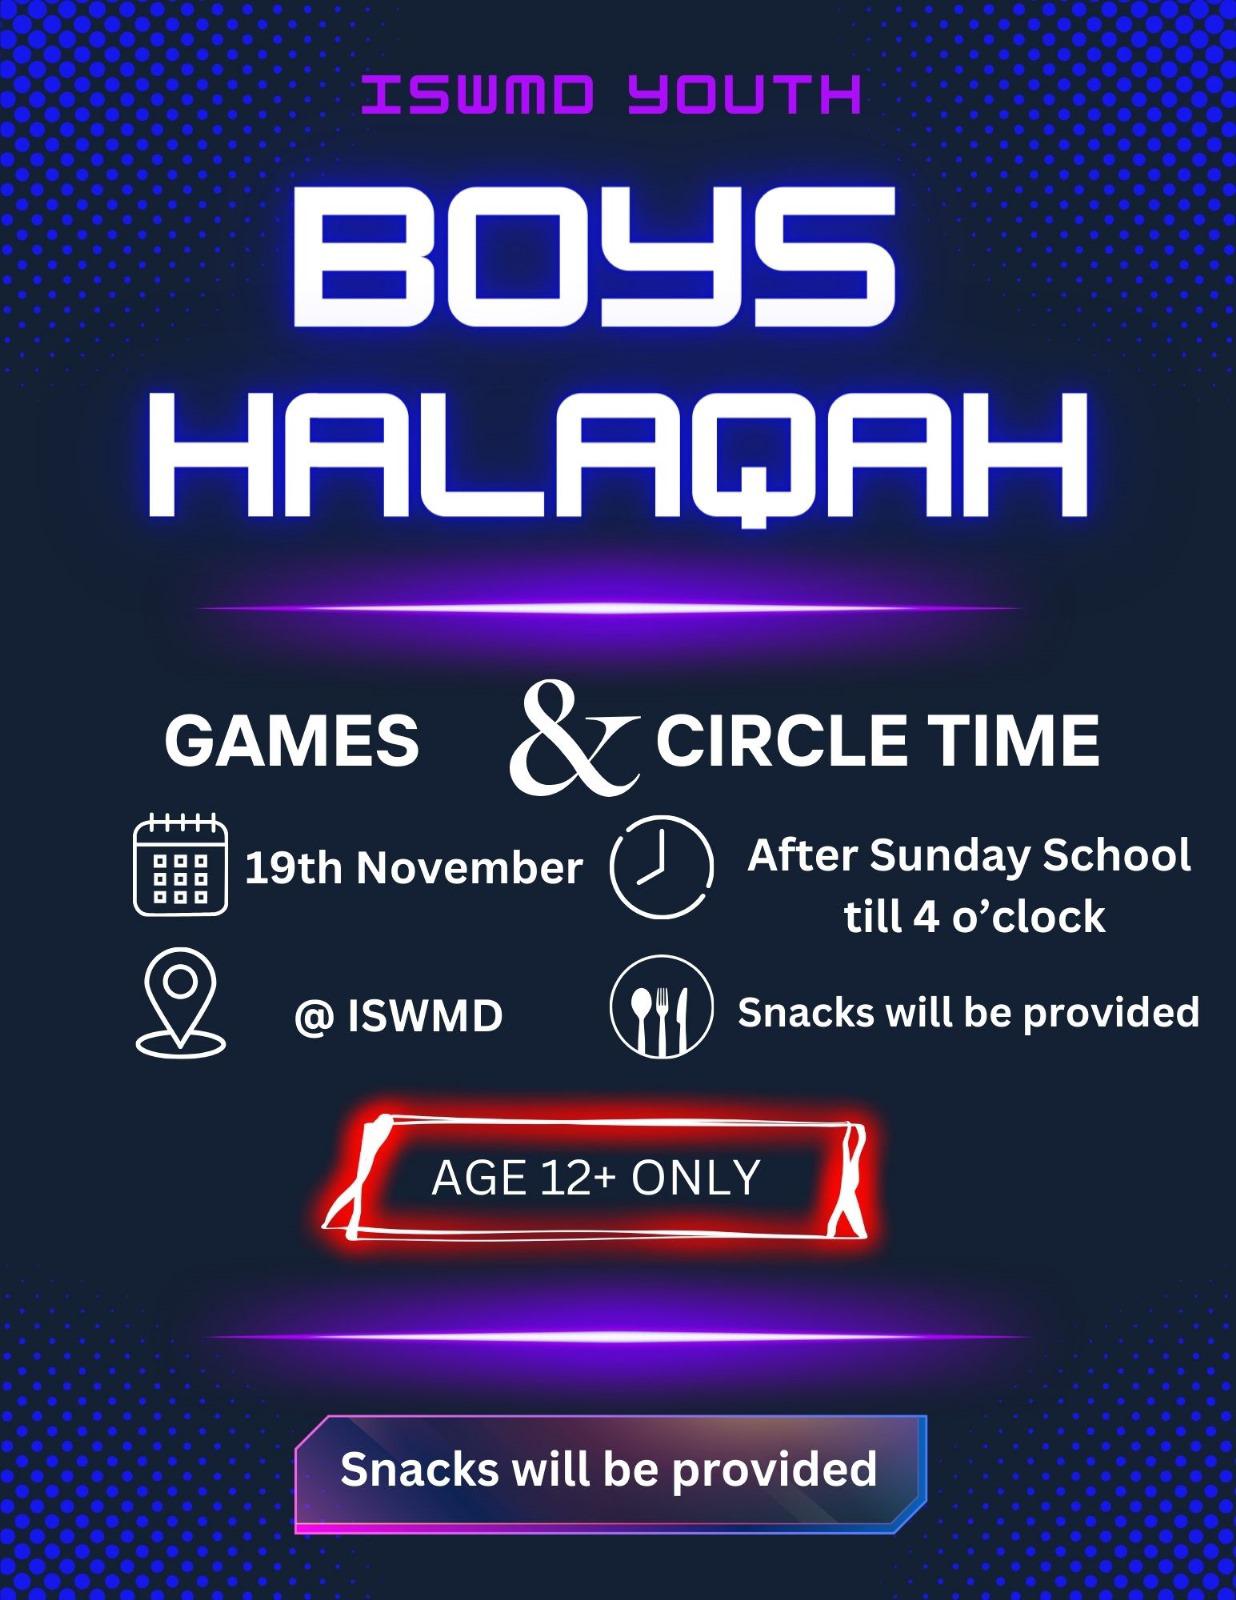 ISWMD YOUTH
BOYS
HALAQAH
GAMES & CIRCLE TIME
19th November
After Sunday School
till 4 o’clock
@ ISWMD
Snacks will be provided
AGE 12+ ONLY
Snacks will be provided